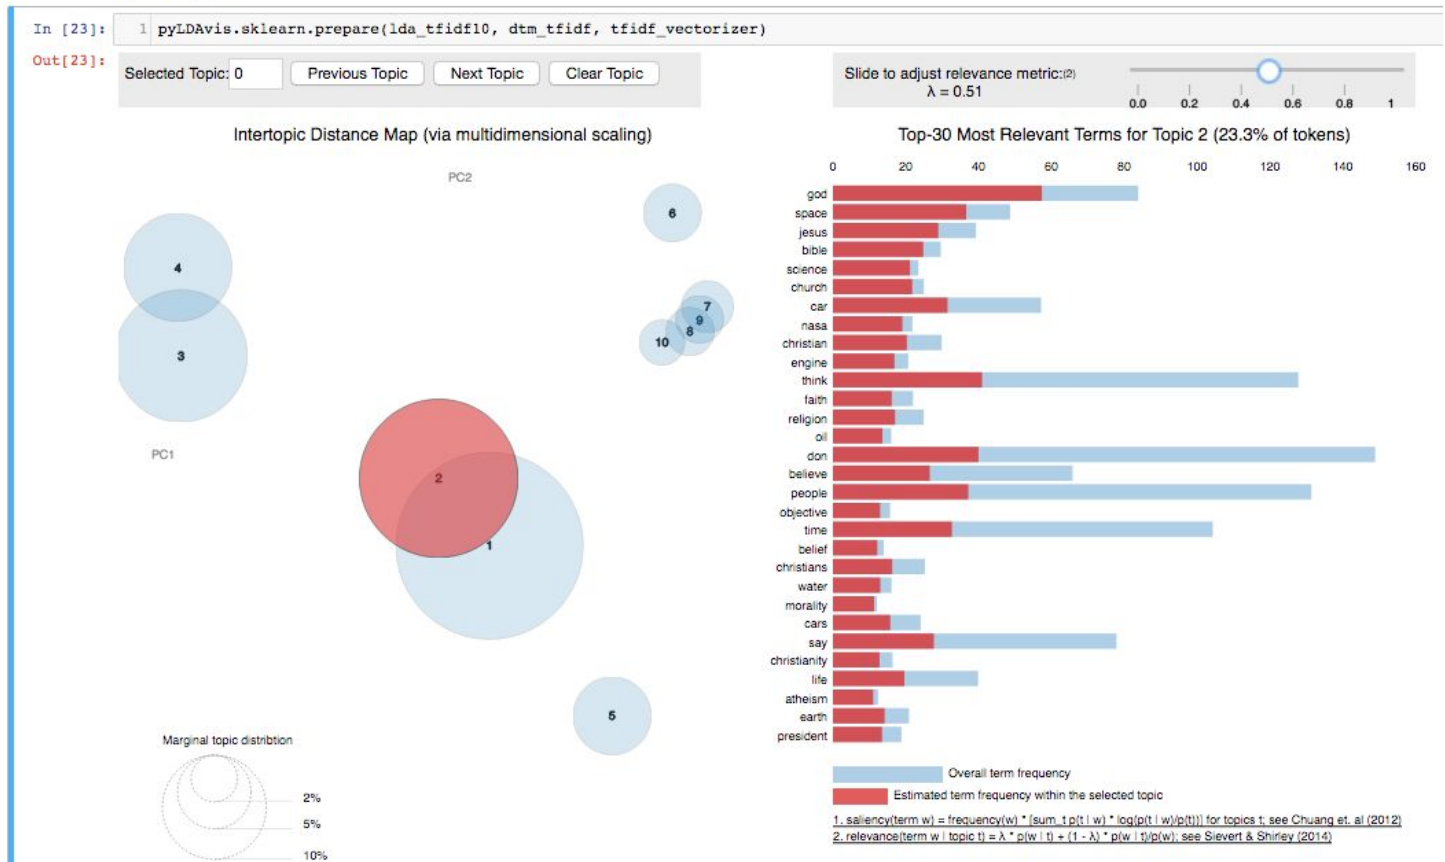 In [23]: 1 pyLDAvis.sklearn.prepare(lda_tfidf10, dtm_tfidf, tfidf_vectorizer)
Out[23]:
Selected Topic: 0 Previous Topic Next Topic Clear Topic
Slide to adjust relevance metric:(2)
λ = 0.51
0.0 0.2 0.4 0.6 0.8 1
Intertopic Distance Map (via multidimensional scaling)
PC2
6
4
7
9
8
10
3
PC1
2
1
5
Marginal topic distribtion
2%
5%
10%
Top-30 Most Relevant Terms for Topic 2 (23.3% of tokens)
0 20 40 60 80 100 120 140 160
god
space
jesus
bible
science
church
car
nasa
christian
engine
think
faith
religion
oil
don
believe
people
objective
time
belief
christians
water
morality
cars
say
christianity
life
atheism
earth
president
Overall term frequency
Estimated term frequency within the selected topic
1. saliency(term w) = frequency(w) * [sum_t p(t | w) * log(p(t | w)/p(t))] for topics t; see Chuang et. al (2012)
2. relevance(term w | topic t) = λ * p(w | t) + (1 - λ) * p(w | t)/p(w); see Sievert & Shirley (2014)